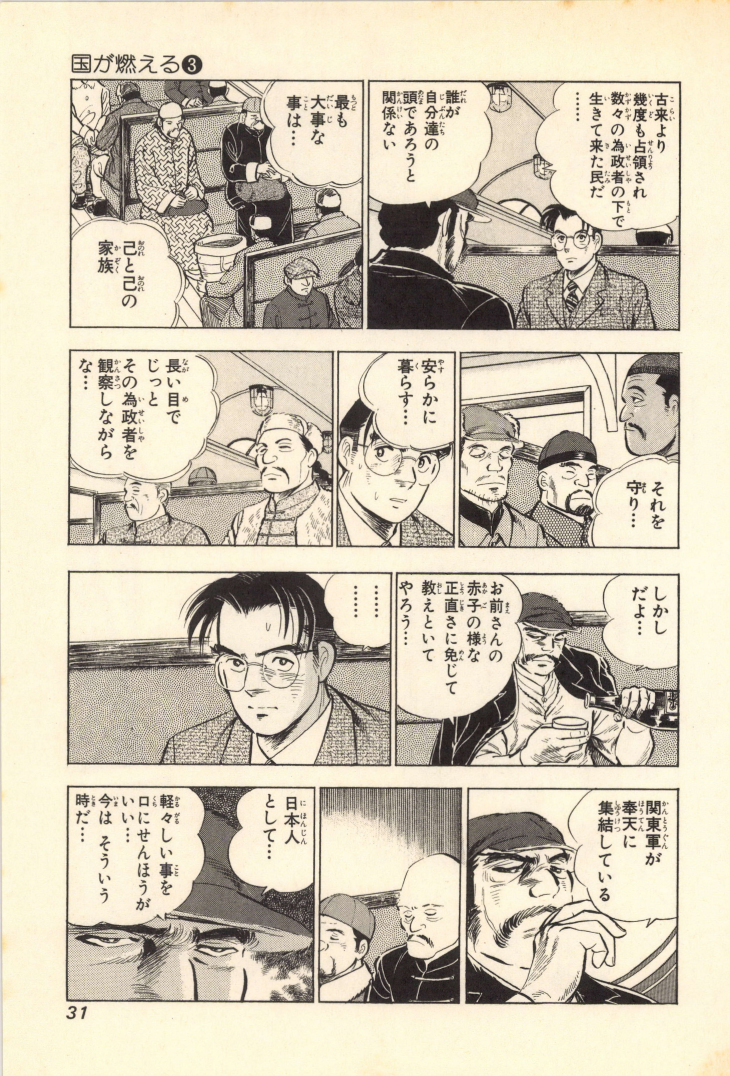 国が燃える❸
古来より
幾度も占領され
数々の為政者の下で
生きて来た民だ
……
誰が
自分達の
頭であろうと
関係ない
最も
大事な
事は…
己と己の
家族
それを
守り…
安らかに
暮らす…
長い目で
じっと
その為政者を
観察しながら
な…
しかし
だよ…
お前さんの
赤子の様な
正直さに免じて
教えといて
やろう…
……
……
関東軍が
奉天に
集結している
日本人
として…
軽々しい事を
口にせんほうが
いい…
今は そういう
時だ…
31